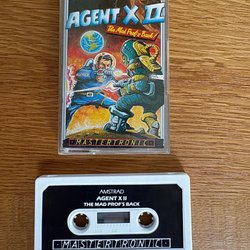 AGENT X II
The Mad Prof's Back!
MASTERTRONIC
AMSTRAD
AGENT X II
THE MAD PROF'S BACK
MASTERTRONIC